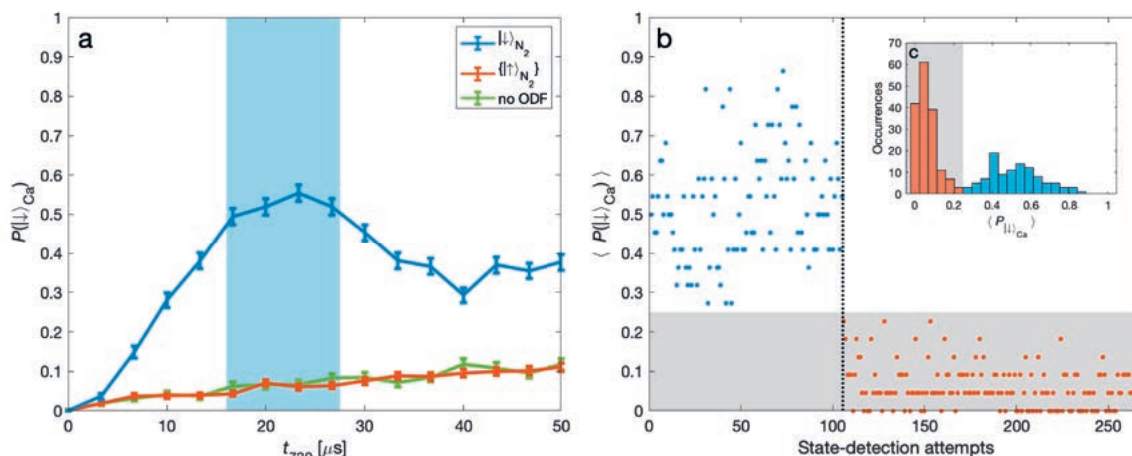 a
1
0.9
0.8
0.7
0.6
0.5
0.4
0.3
0.2
0.1
0
P(|↓⟩Ca)
|↓⟩N2
{|↑⟩N2}
no ODF
0 10 20 30 40 50
[μs]
b
1
0.9
0.8
0.7
0.6
0.5
0.4
0.3
0.2
0.1
0
⟨ P(|↓⟩Ca) ⟩
0 50 100 150 200 250
State-detection attempts
c
70
60
50
40
30
20
10
0
Occurrences
0 0.2 0.4 0.6 0.8 1
⟨ P|↓⟩Ca ⟩